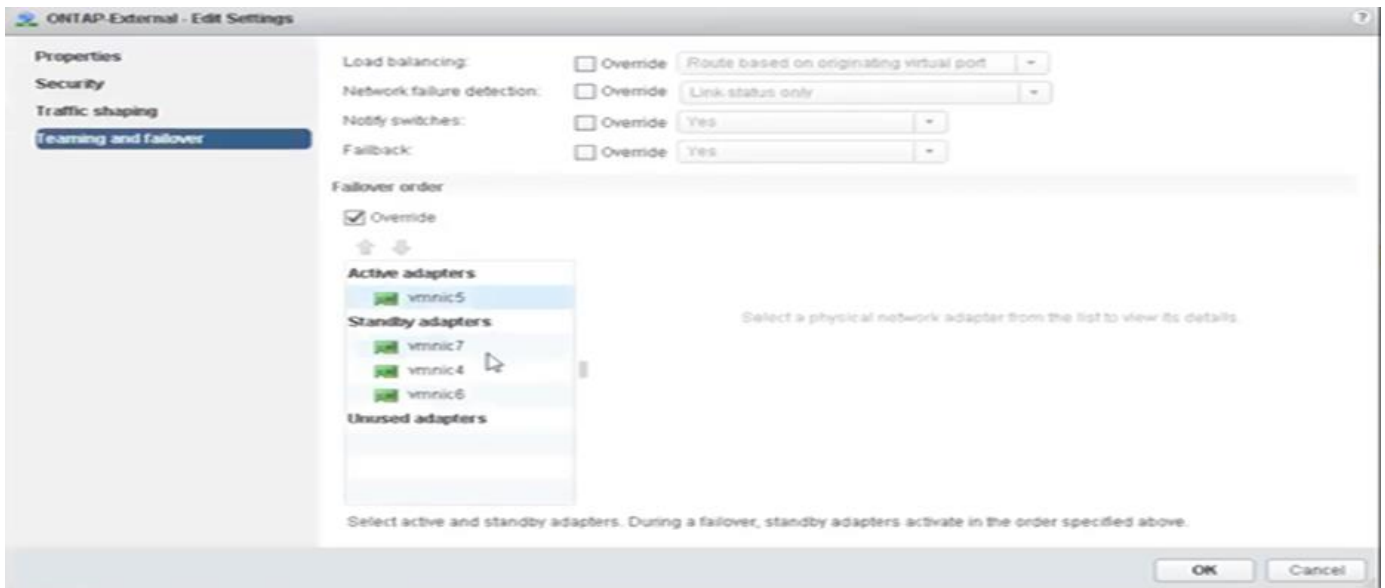 ONTAP-External - Edit Settings
?
Properties
Security
Traffic shaping
Teaming and failover
Load balancing: Override Route based on originating virtual port
Network failure detection: Override Link status only
Notify switches: Override Yes
Failback: Override Yes
Failover order
Override
Active adapters
vmnic5
Standby adapters
vmnic7
vmnic4
vmnic6
Unused adapters
Select a physical network adapter from the list to view its details.
Select active and standby adapters. During a failover, standby adapters activate in the order specified above.
OK Cancel